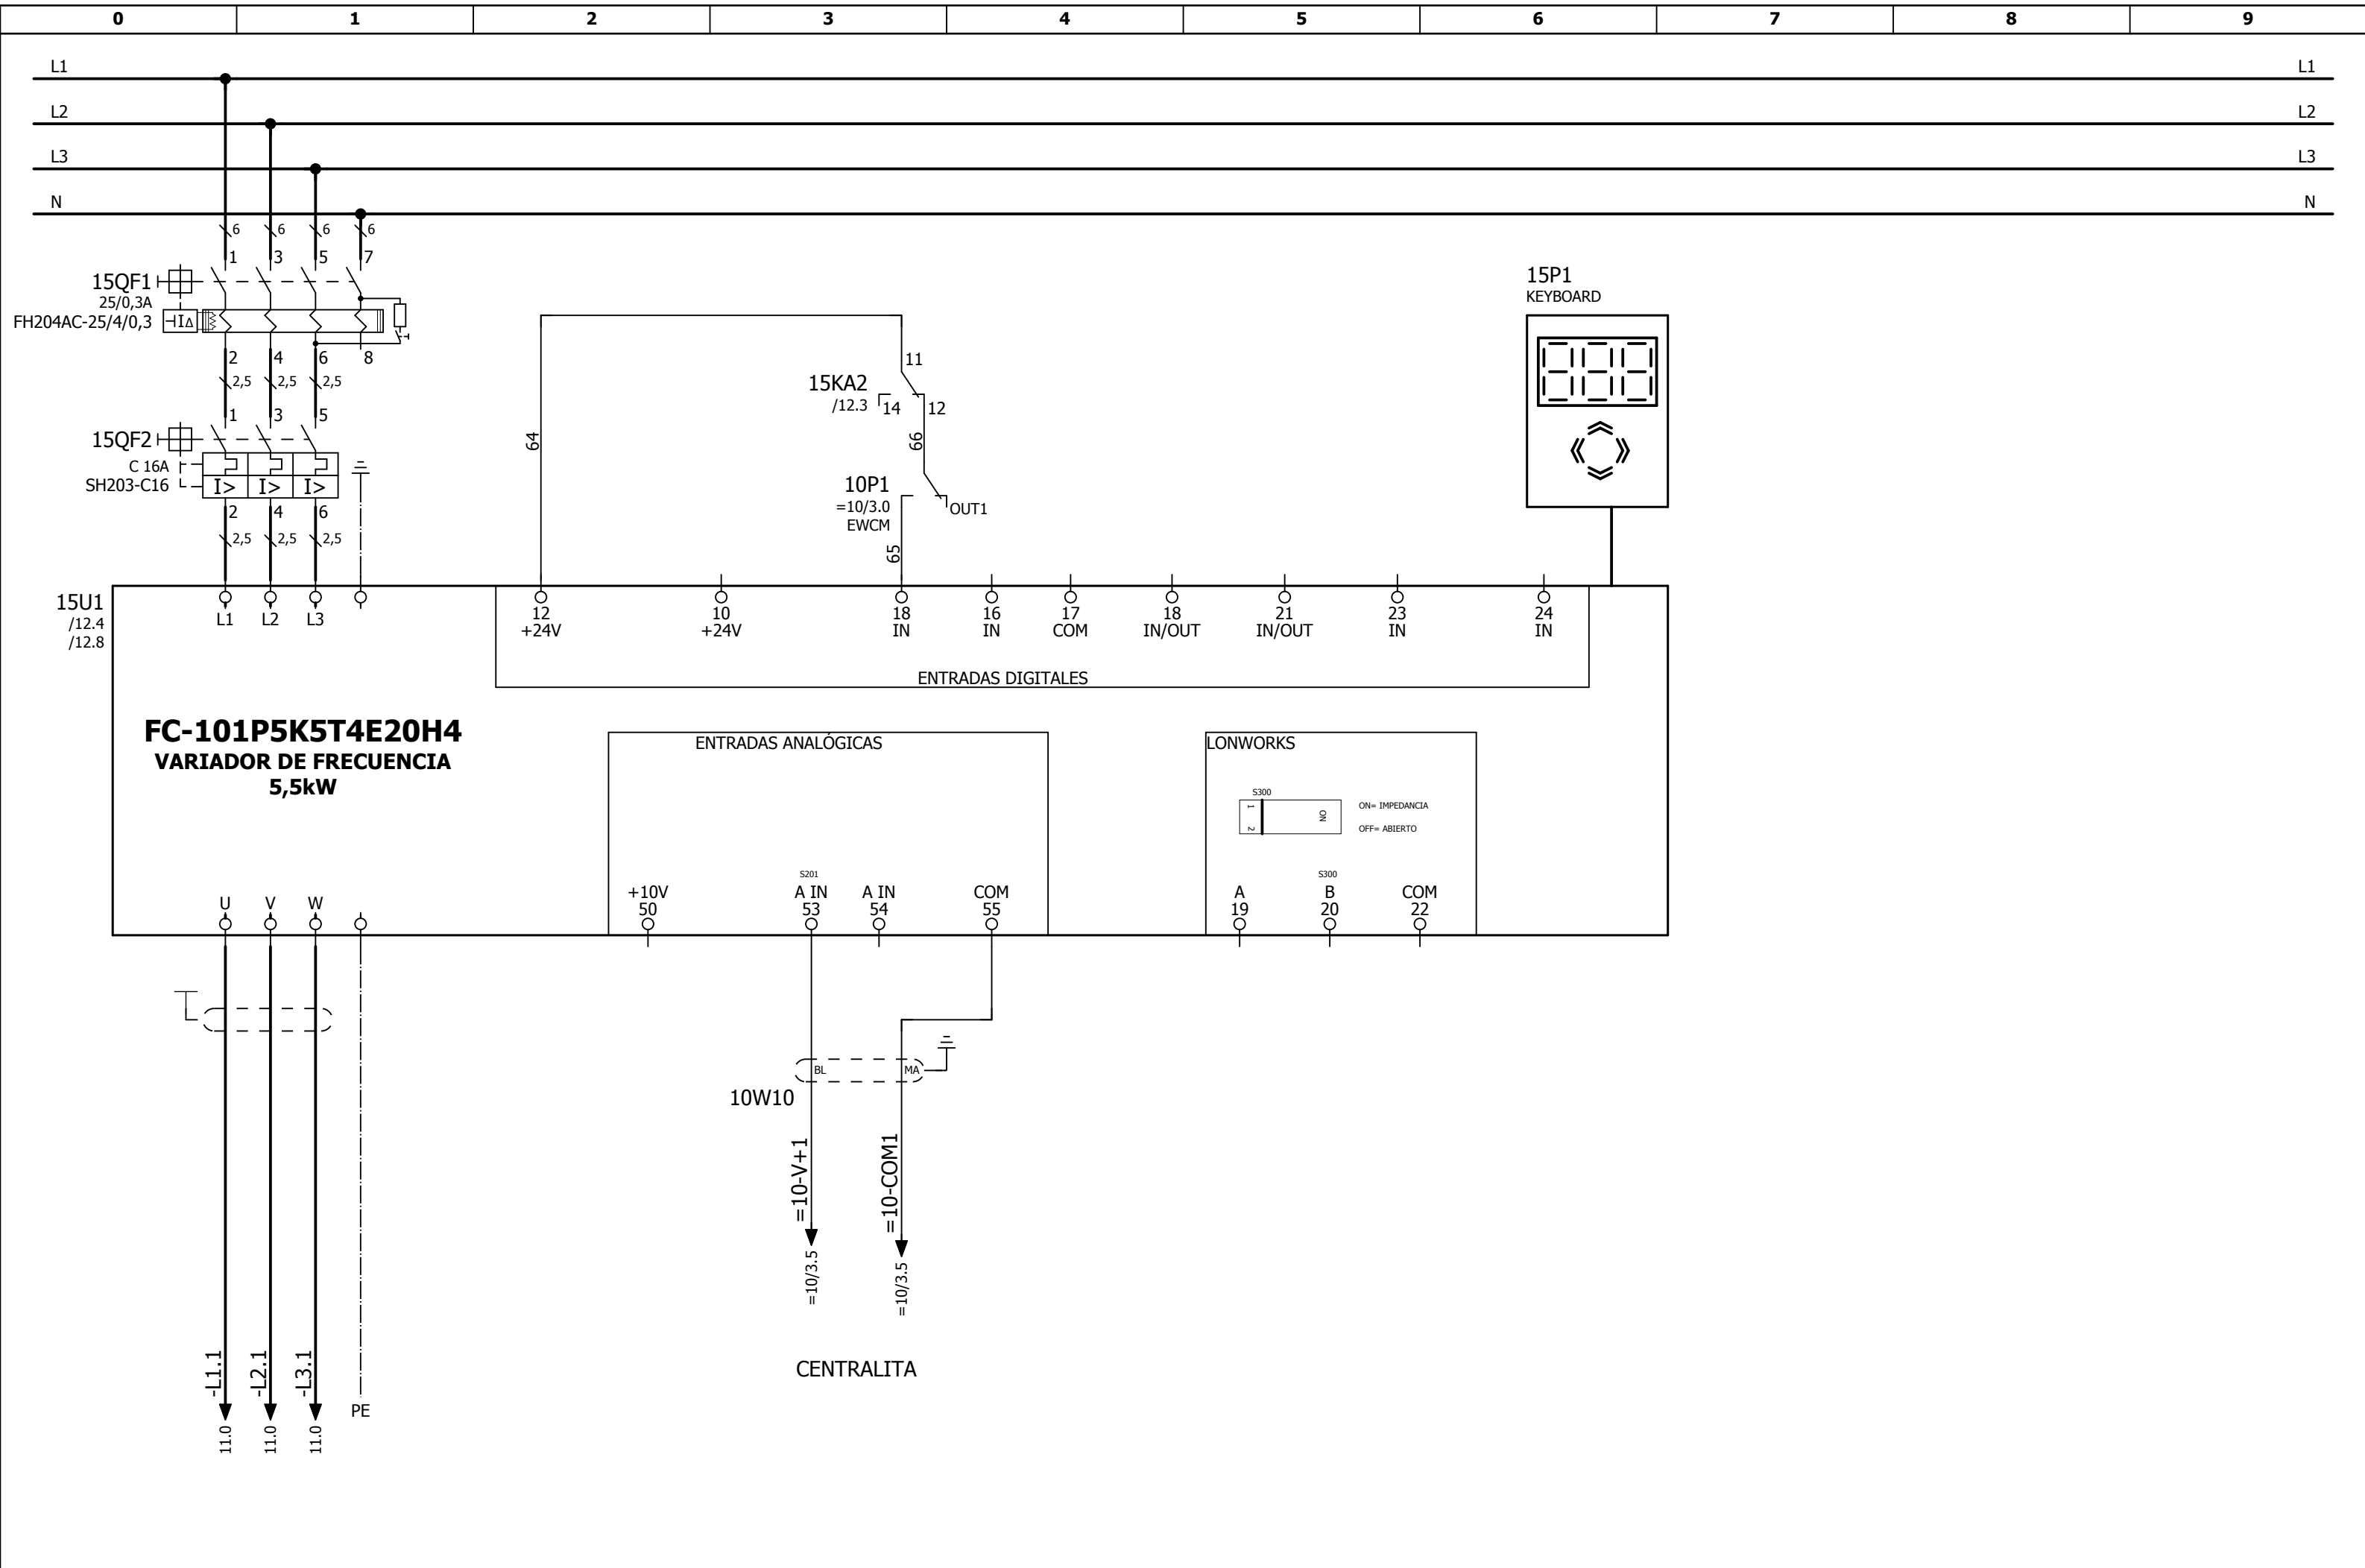 0 1 2 3 4 5 6 7 8 9
L1 L1
L2 L2
L3 L3
N N
6 6 6 6
1 3 5 7
15QF1
25/0,3A
FH204AC-25/4/0,3
I∆
2 4 6 8
2,5 2,5 2,5
1 3 5
15QF2
C 16A
SH203-C16
I> I> I>
2 4 6
2,5 2,5 2,5
64
11
15KA2
/12.3
14 12
66
10P1
=10/3.0
EWCM
OUT1
65
15P1
KEYBOARD
15U1
/12.4
/12.8
L1 L2 L3
12 10 18 16 17 18 21 23 24
+24V +24V IN IN COM IN/OUT IN/OUT IN IN
ENTRADAS DIGITALES
FC-101P5K5T4E20H4
VARIADOR DE FRECUENCIA
5,5kW
ENTRADAS ANALÓGICAS
LONWORKS
S300
1
2
ON
ON= IMPEDANCIA
OFF= ABIERTO
S201
S300
U V W
+10V A IN A IN COM
50 53 54 55
A B COM
19 20 22
BL MA
10W10
=10-V+1
=10-COM1
=10/3.5
=10/3.5
CENTRALITA
-L1.1
-L2.1
-L3.1
PE
11.0
11.0
11.0